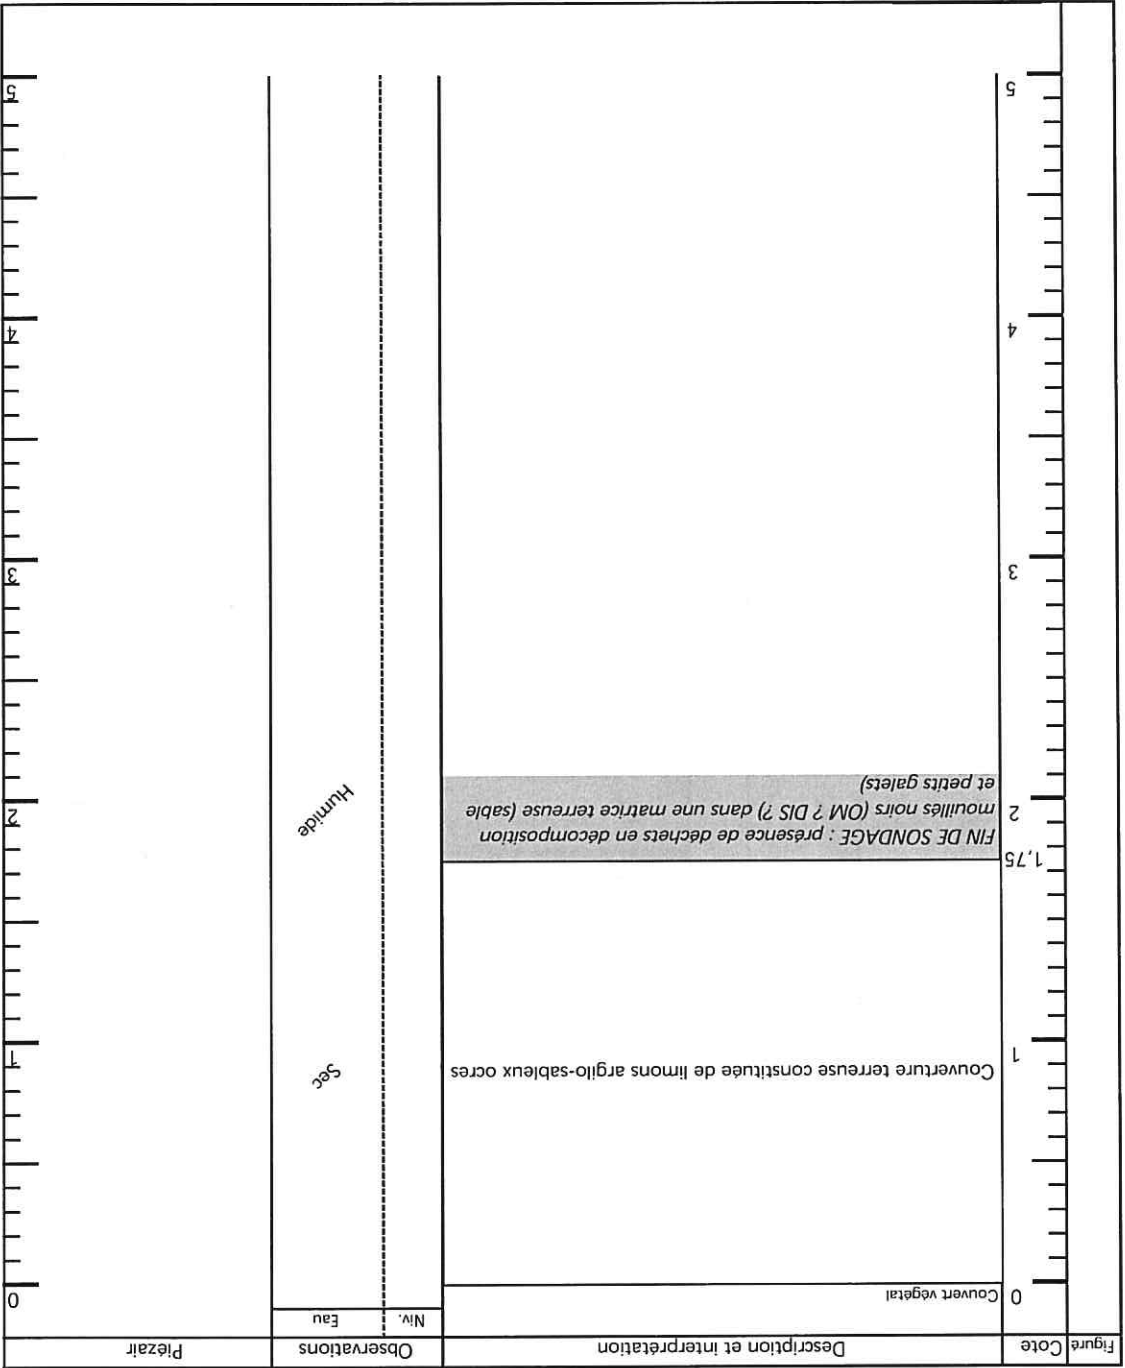 Figuré Cote Description et interprétation Observations Piézair
Niv. Eau
0 Couvert végétal 0
Couverture terreuse constituée de limons argilo-sableux ocres
Sec
1 1
1,75
FIN DE SONDAGE : présence de déchets en décomposition
mouillés noirs (OM ? DIS ?) dans une matrice terreuse (sable
et petits galets)
Humide
2 2
3 3
4 4
5 5